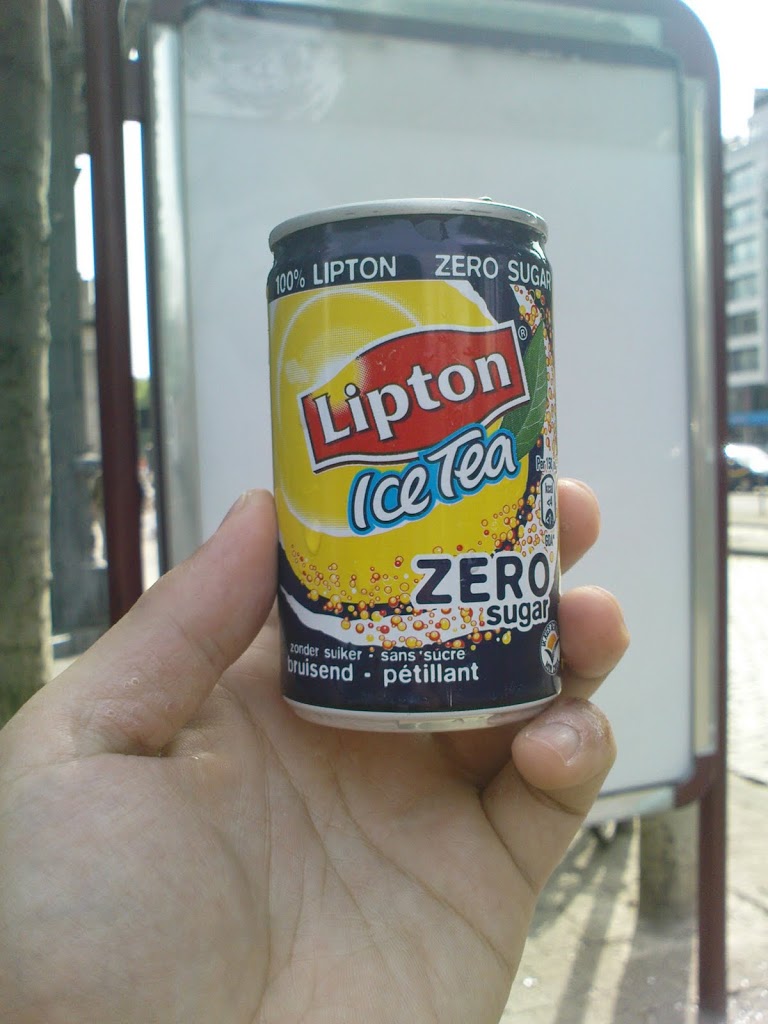 100% LIPTON ZERO SUGAR
Lipton®
Ice Tea
ZERO
sugar
zonder suiker - sans sucre
bruisend - pétillant